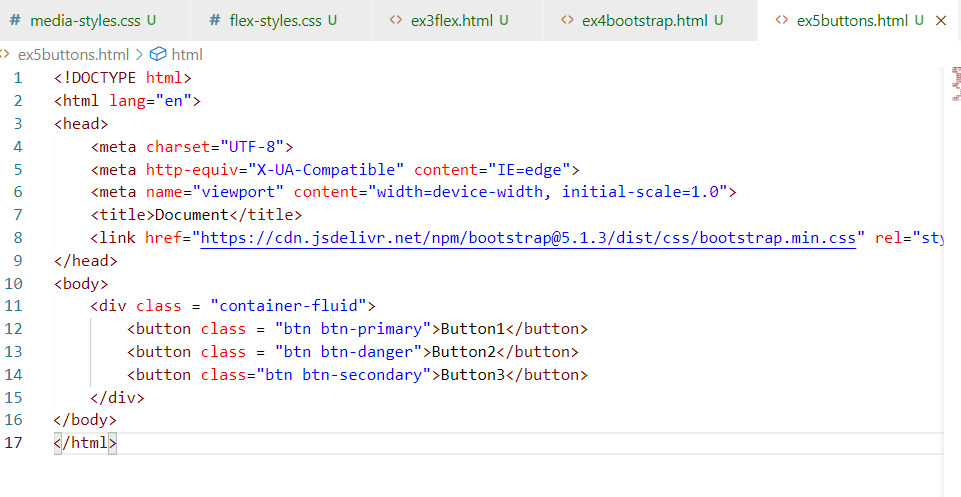 # media-styles.css U # flex-styles.css U <> ex3flex.html U <> ex4bootstrap.html U <> ex5buttons.html U ×
<> ex5buttons.html > html
1 <!DOCTYPE html>
2 <html lang="en">
3 <head>
4 <meta charset="UTF-8">
5 <meta http-equiv="X-UA-Compatible" content="IE=edge">
6 <meta name="viewport" content="width=device-width, initial-scale=1.0">
7 <title>Document</title>
8 <link href="https://cdn.jsdelivr.net/npm/bootstrap@5.1.3/dist/css/bootstrap.min.css" rel="sty
9 </head>
10 <body>
11 <div class = "container-fluid">
12 <button class = "btn btn-primary">Button1</button>
13 <button class = "btn btn-danger">Button2</button>
14 <button class="btn btn-secondary">Button3</button>
15 </div>
16 </body>
17 </html>